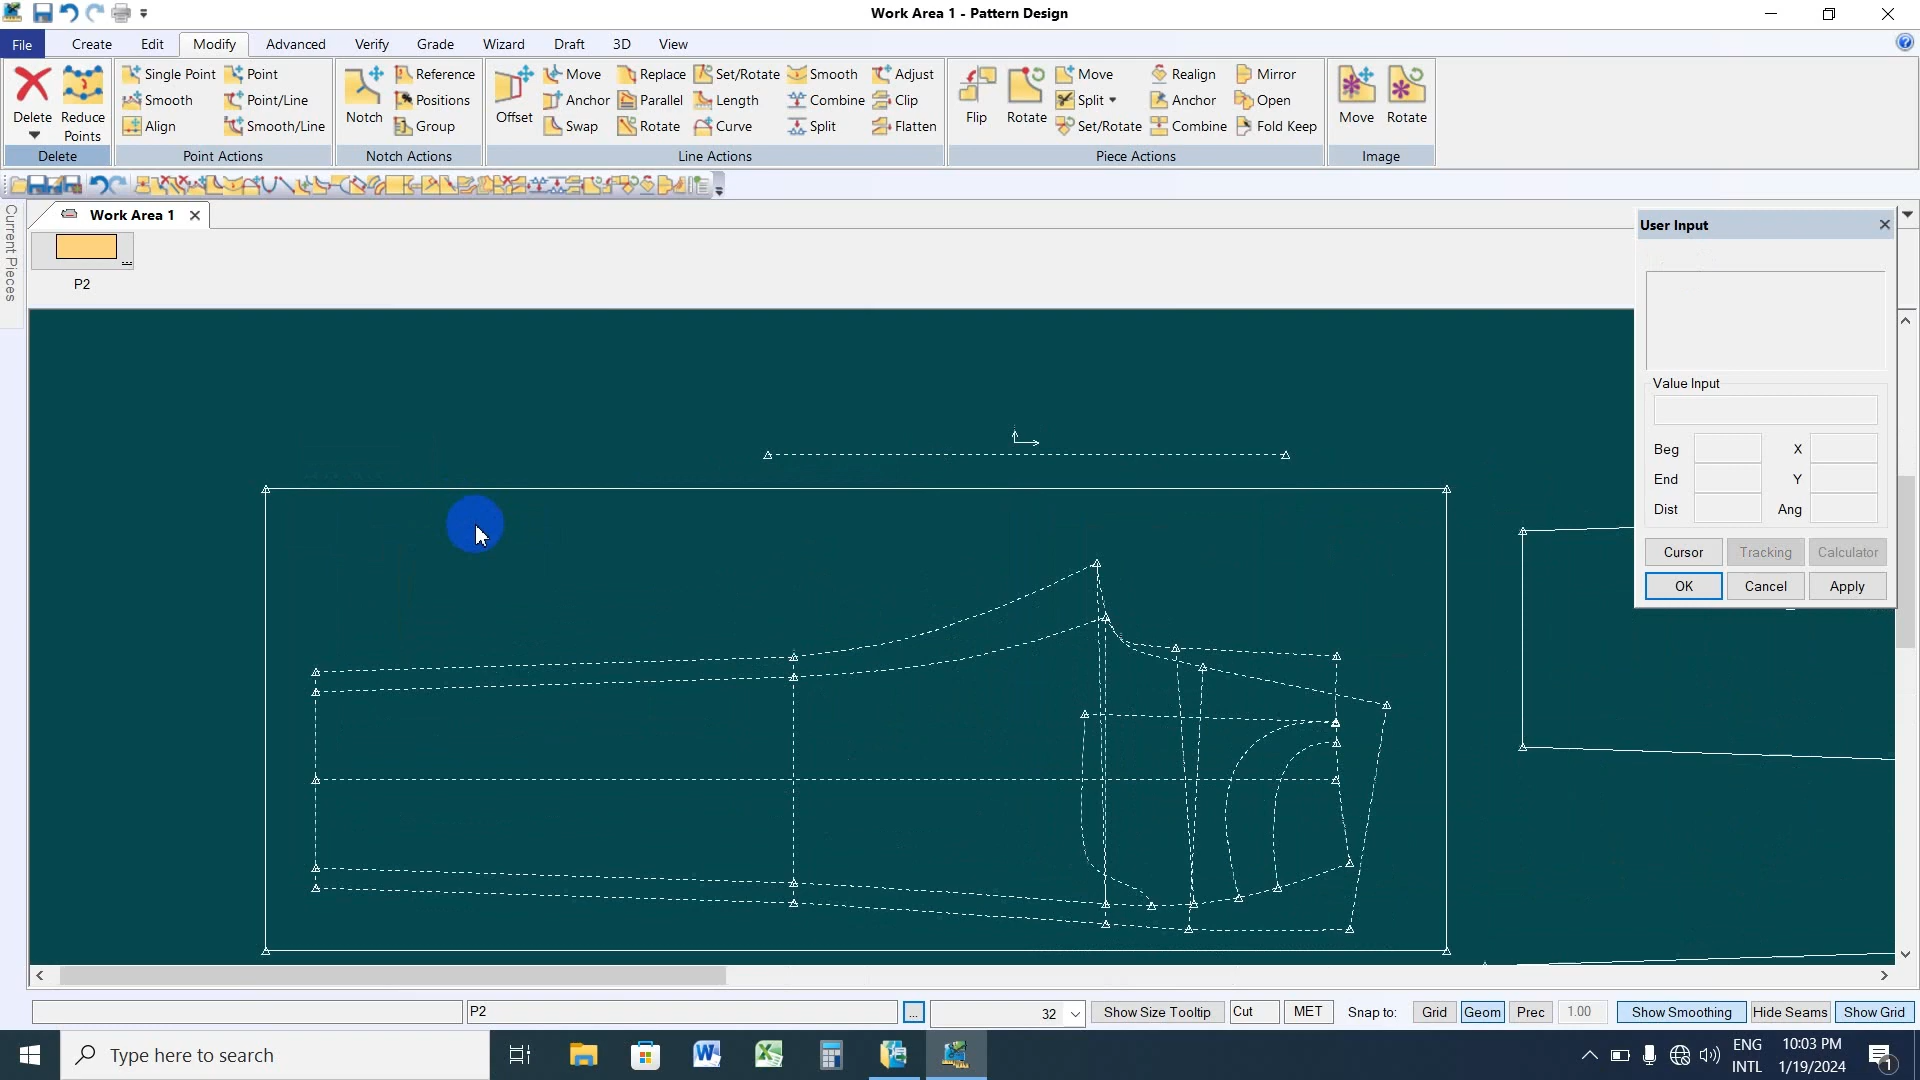 Work Area 1 - Pattern Design
File Create Edit Modify Advanced Verify Grade Wizard Draft 3D View
Delete Reduce Points
Delete
Single Point Point
Smooth Point/Line
Align Smooth/Line
Point Actions
Notch Reference
Positions
Group
Notch Actions
Offset Move Replace Set/Rotate Smooth Adjust
Anchor Parallel Length Combine Clip
Swap Rotate Curve Split Flatten
Line Actions
Flip Rotate Move Realign Mirror
Split Anchor Open
Set/Rotate Combine Fold Keep
Piece Actions
Move Rotate
Image
Current Pieces
Work Area 1
P2
User Input
Value Input
Beg X
End Y
Dist Ang
Cursor Tracking Calculator
OK Cancel Apply
P2 ... 32 Show Size Tooltip Cut MET Snap to: Grid Geom Prec 1.00 Show Smoothing Hide Seams Show Grid
Type here to search
ENG
INTL
10:03 PM
1/19/2024
1